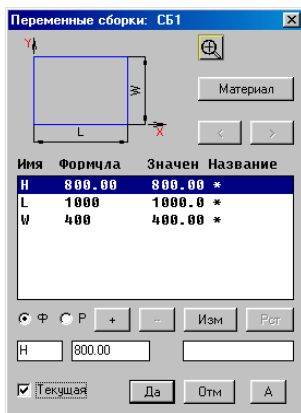 Переменные сборки: СБ1
Y
W
L
X
Материал
< >
Имя Формула Значен Название
H 800.00 800.00 *
L 1000 1000.0 *
W 400 400.00 *
Ф Р + - Изм Рст
H 800.00
Текущая Да Отм А